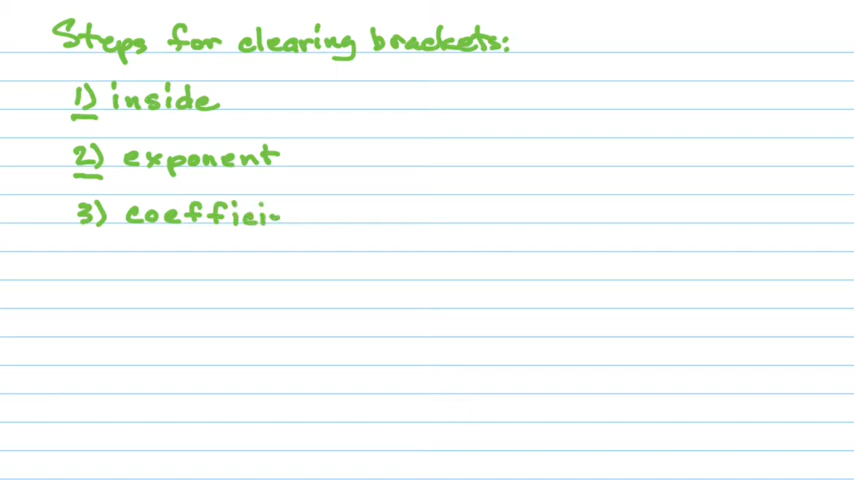 Steps for clearing brackets:
1) inside
2) exponent
3) coeffici